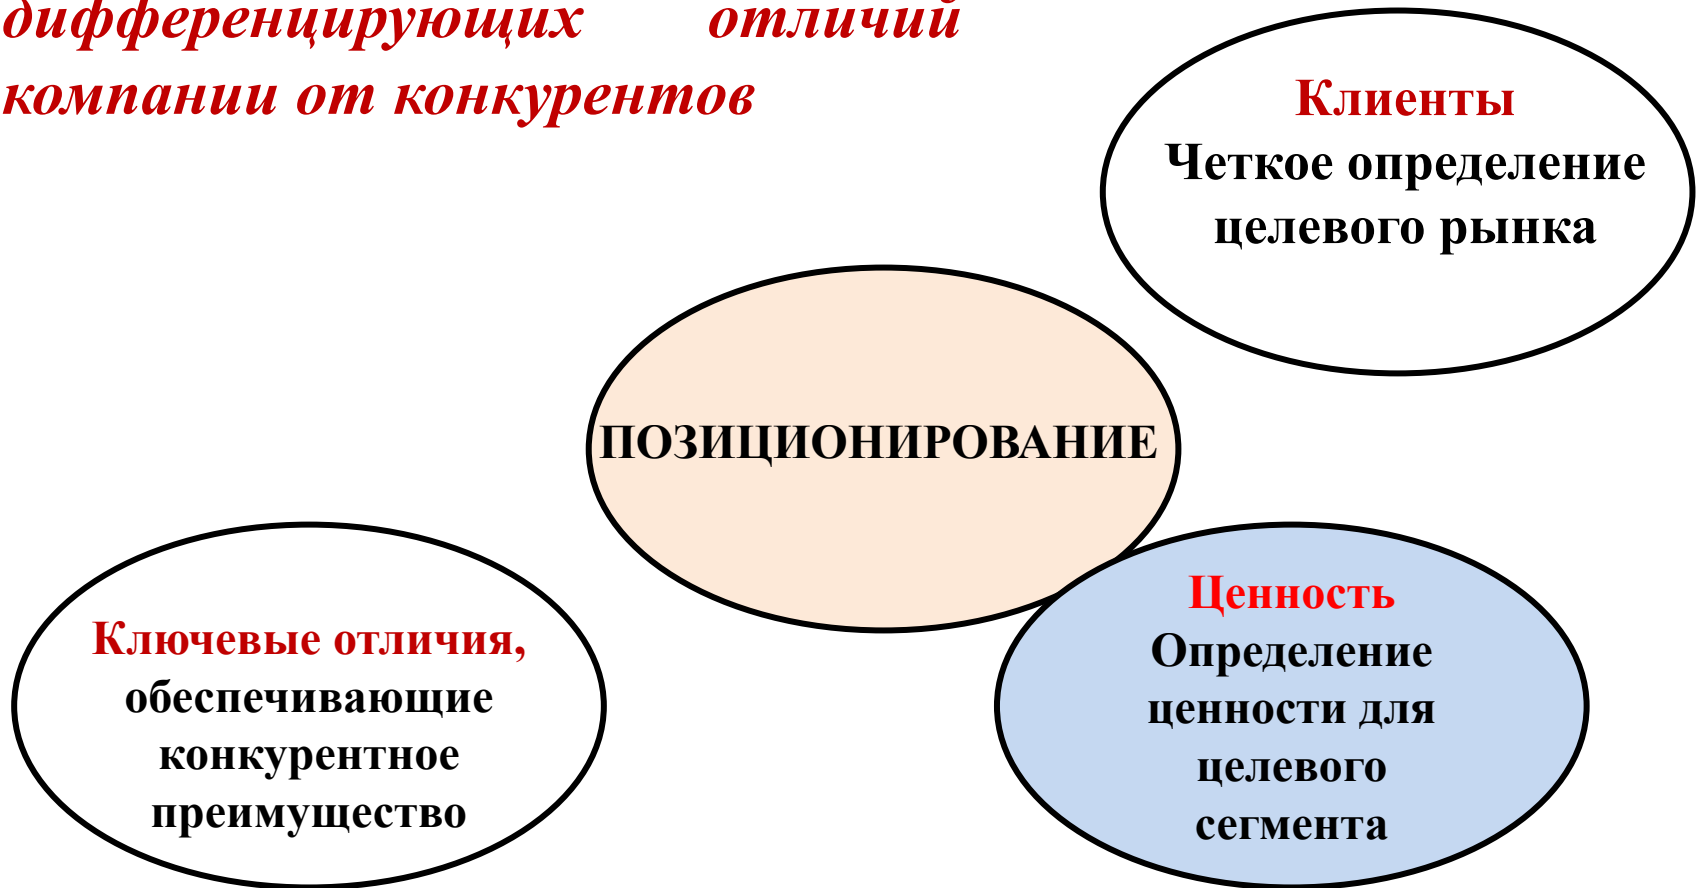 дифференцирующих отличий
компании от конкурентов
Клиенты
Четкое определение
целевого рынка
ПОЗИЦИОНИРОВАНИЕ
Ключевые отличия,
обеспечивающие
конкурентное
преимущество
Ценность
Определение
ценности для
целевого
сегмента